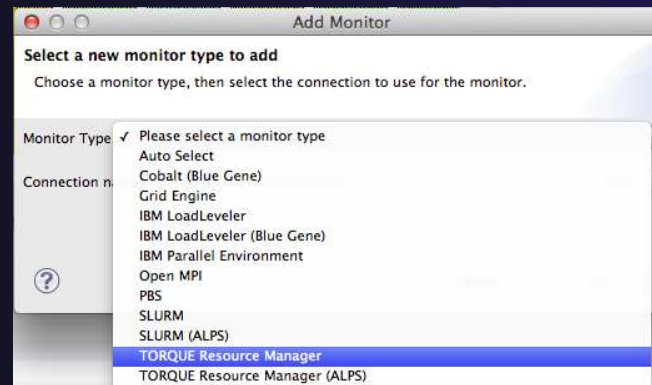 Add Monitor
Select a new monitor type to add
Choose a monitor type, then select the connection to use for the monitor.
Monitor Type
✓ Please select a monitor type
Auto Select
Connection n
Cobalt (Blue Gene)
Grid Engine
IBM LoadLeveler
IBM LoadLeveler (Blue Gene)
IBM Parallel Environment
?
Open MPI
PBS
SLURM
SLURM (ALPS)
TORQUE Resource Manager
TORQUE Resource Manager (ALPS)